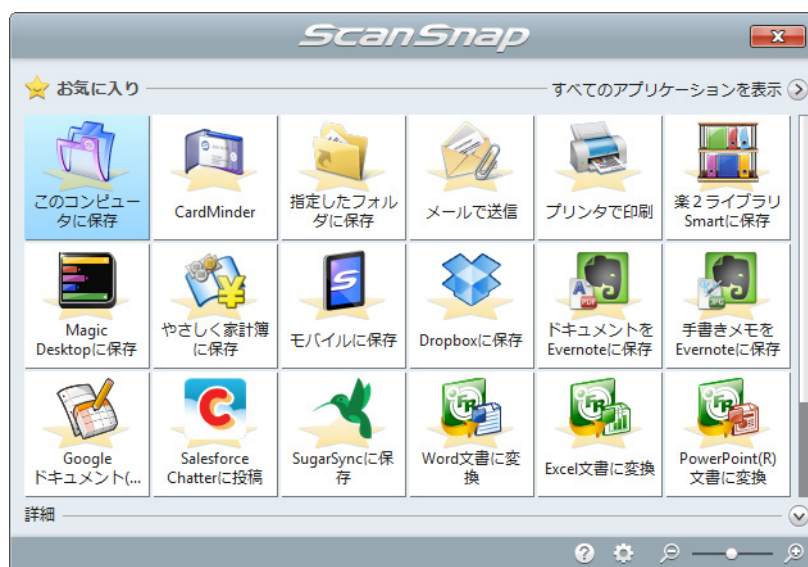 ScanSnap
お気に入り
すべてのアプリケーションを表示
このコンピュー
タに保存
CardMinder
指定したフォル
ダに保存
メールで送信
プリンタで印刷
楽2ライブラリ
Smartに保存
Magic
Desktopに保存
やさしく家計簿
に保存
モバイルに保存
Dropboxに保存
ドキュメントを
Evernoteに保存
手書きメモを
Evernoteに保存
Google
ドキュメント(...
Salesforce
Chatterに投稿
SugarSyncに保
存
Word文書に変
換
Excel文書に変換
PowerPoint(R)
文書に変換
詳細